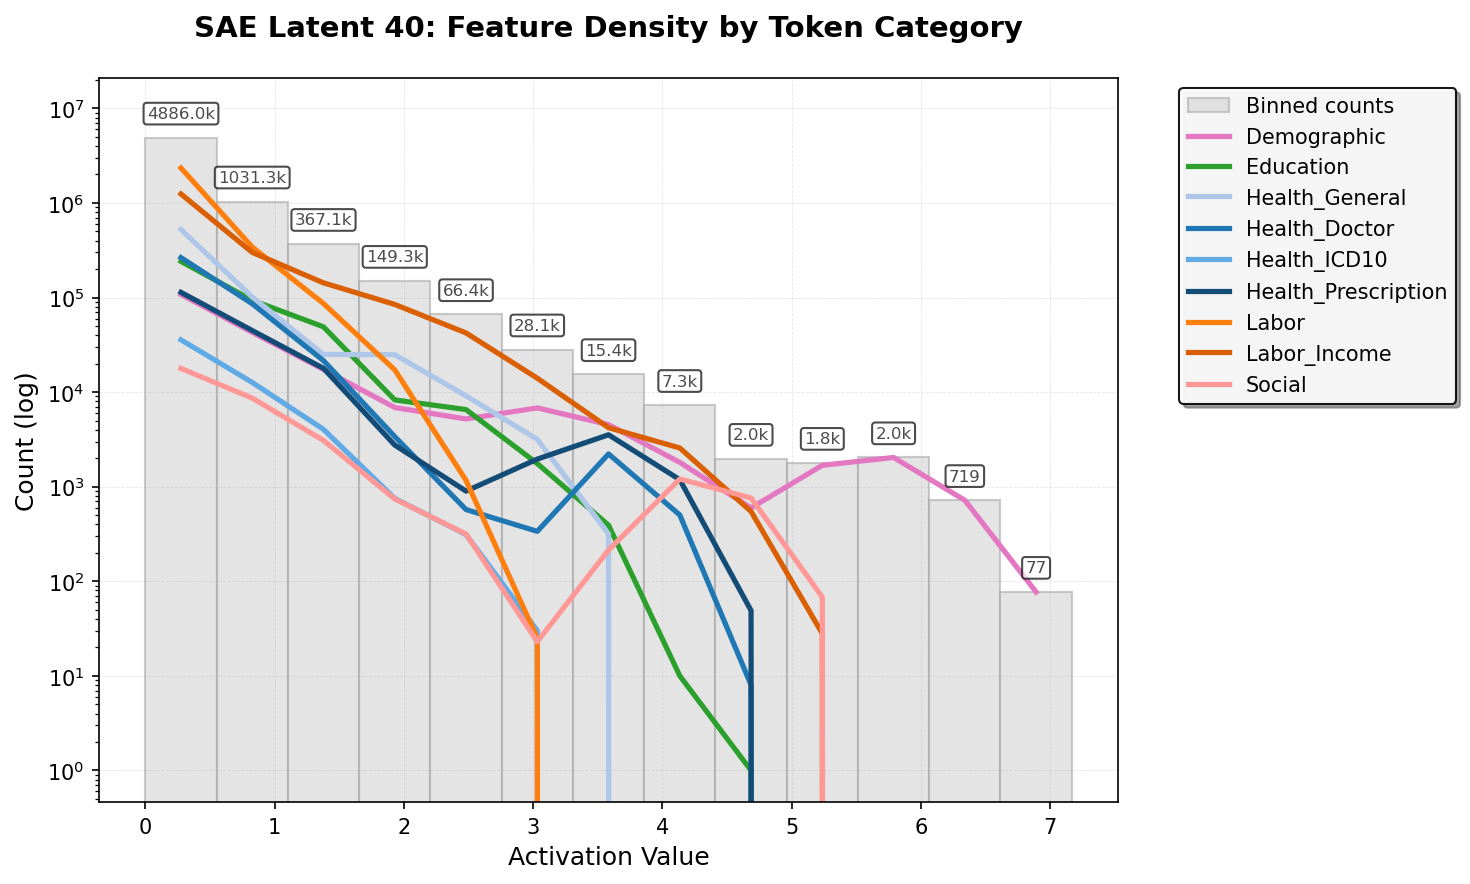 SAE Latent 40: Feature Density by Token Category
Count (log)
10⁷
10⁶
10⁵
10⁴
10³
10²
10¹
10⁰
4886.0k
1031.3k
367.1k
149.3k
66.4k
28.1k
15.4k
7.3k
2.0k
1.8k
2.0k
719
77
0 1 2 3 4 5 6 7
Activation Value
Binned counts
Demographic
Education
Health_General
Health_Doctor
Health_ICD10
Health_Prescription
Labor
Labor_Income
Social